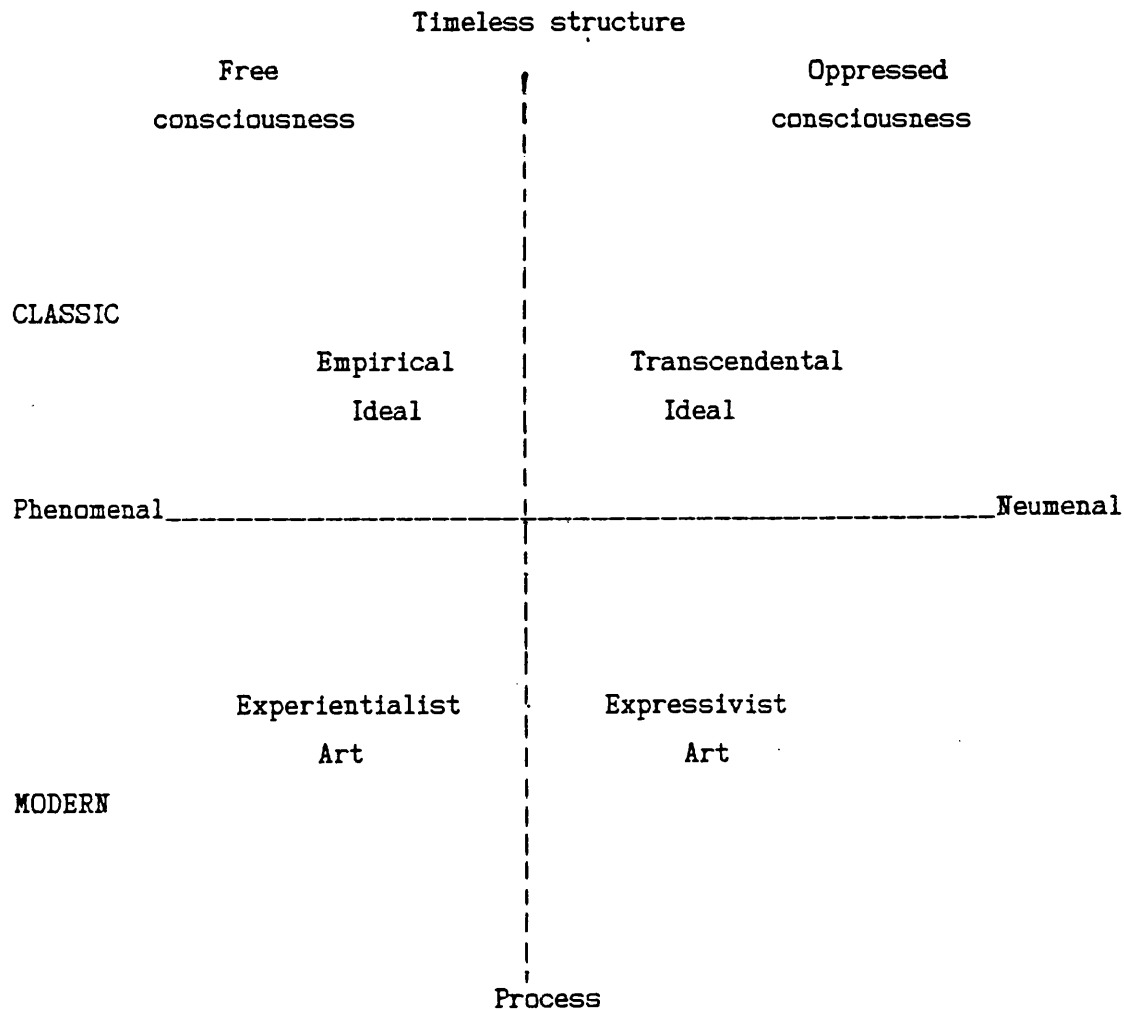 Timeless structure
Free Oppressed
consciousness consciousness
CLASSIC
Empirical Transcendental
Ideal Ideal
Phenomenal Neumenal
Experientialist Expressivist
Art Art
MODERN
Process